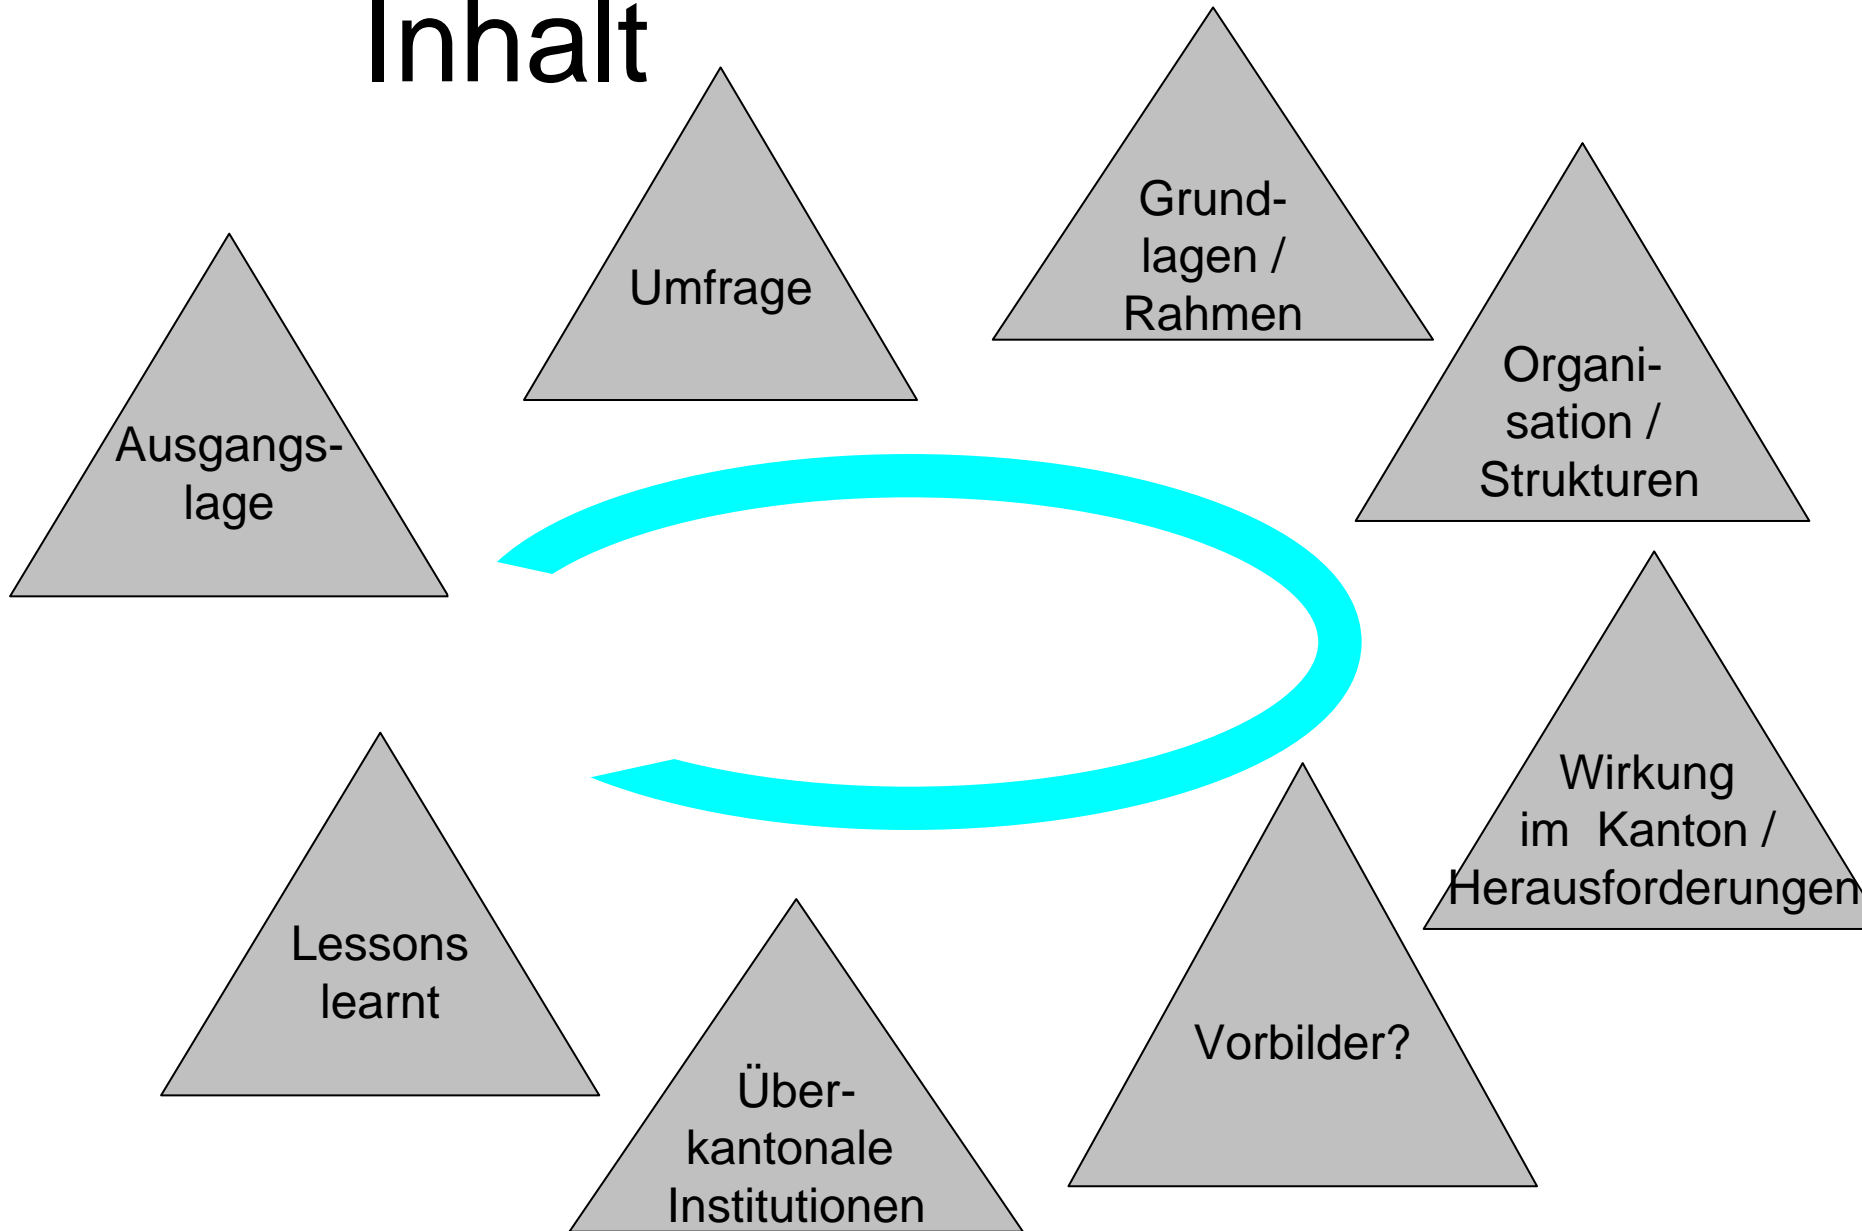 Inhalt
Ausgangs-
lage
Umfrage
Grund-
lagen /
Rahmen
Organi-
sation /
Strukturen
Wirkung
im  Kanton /
Herausforderungen
Vorbilder?
Über-
kantonale
Institutionen
Lessons
learnt